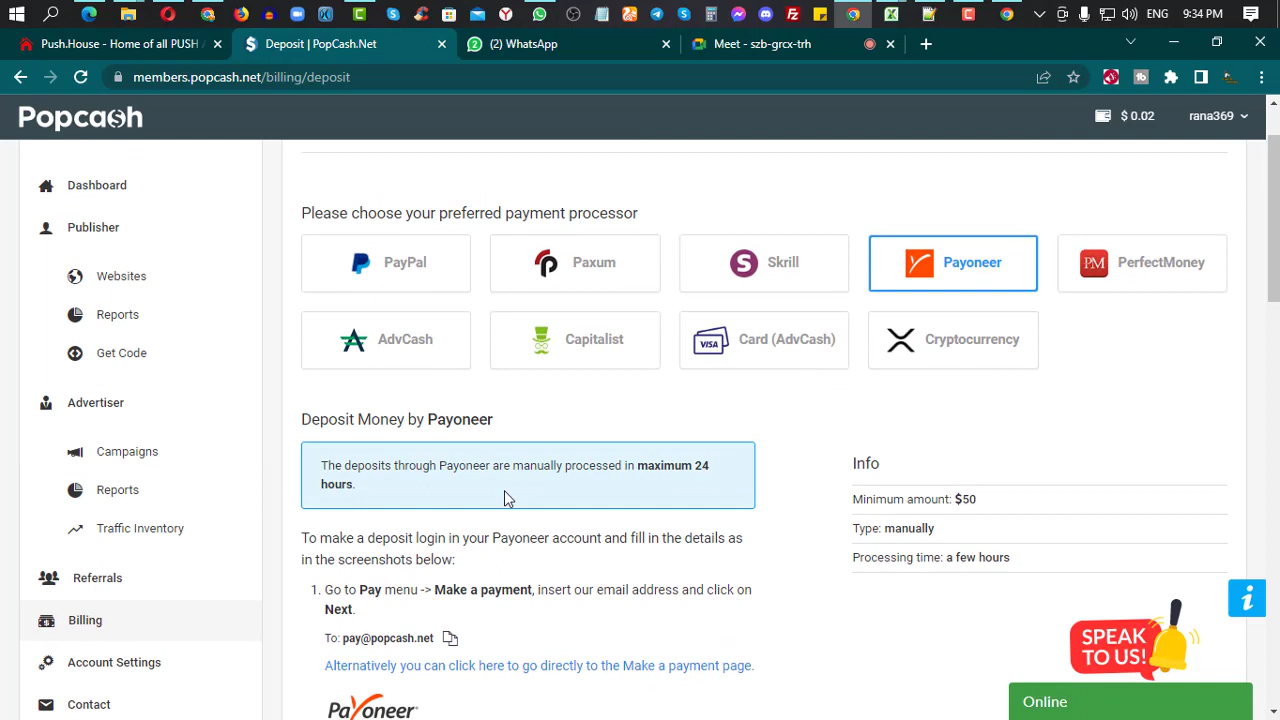 ENG 3:34 PM
Push.House - Home of all PUSH A
Deposit | PopCash.Net
(2) WhatsApp
Meet - szb-grcx-trh
members.popcash.net/billing/deposit
Popcash
$ 0.02
rana369
Dashboard
Publisher
Websites
Reports
Get Code
Advertiser
Campaigns
Reports
Traffic Inventory
Referrals
Billing
Account Settings
Contact
Please choose your preferred payment processor
PayPal
Paxum
Skrill
Payoneer
PM PerfectMoney
AdvCash
Capitalist
VISA Card (AdvCash)
Cryptocurrency
Deposit Money by Payoneer
The deposits through Payoneer are manually processed in maximum 24
hours.
To make a deposit login in your Payoneer account and fill in the details as
in the screenshots below:
1. Go to Pay menu -> Make a payment, insert our email address and click on
Next.
To: pay@popcash.net
Alternatively you can click here to go directly to the Make a payment page.
Payoneer
Info
Minimum amount: $50
Type: manually
Processing time: a few hours
SPEAK
TO US!
Online